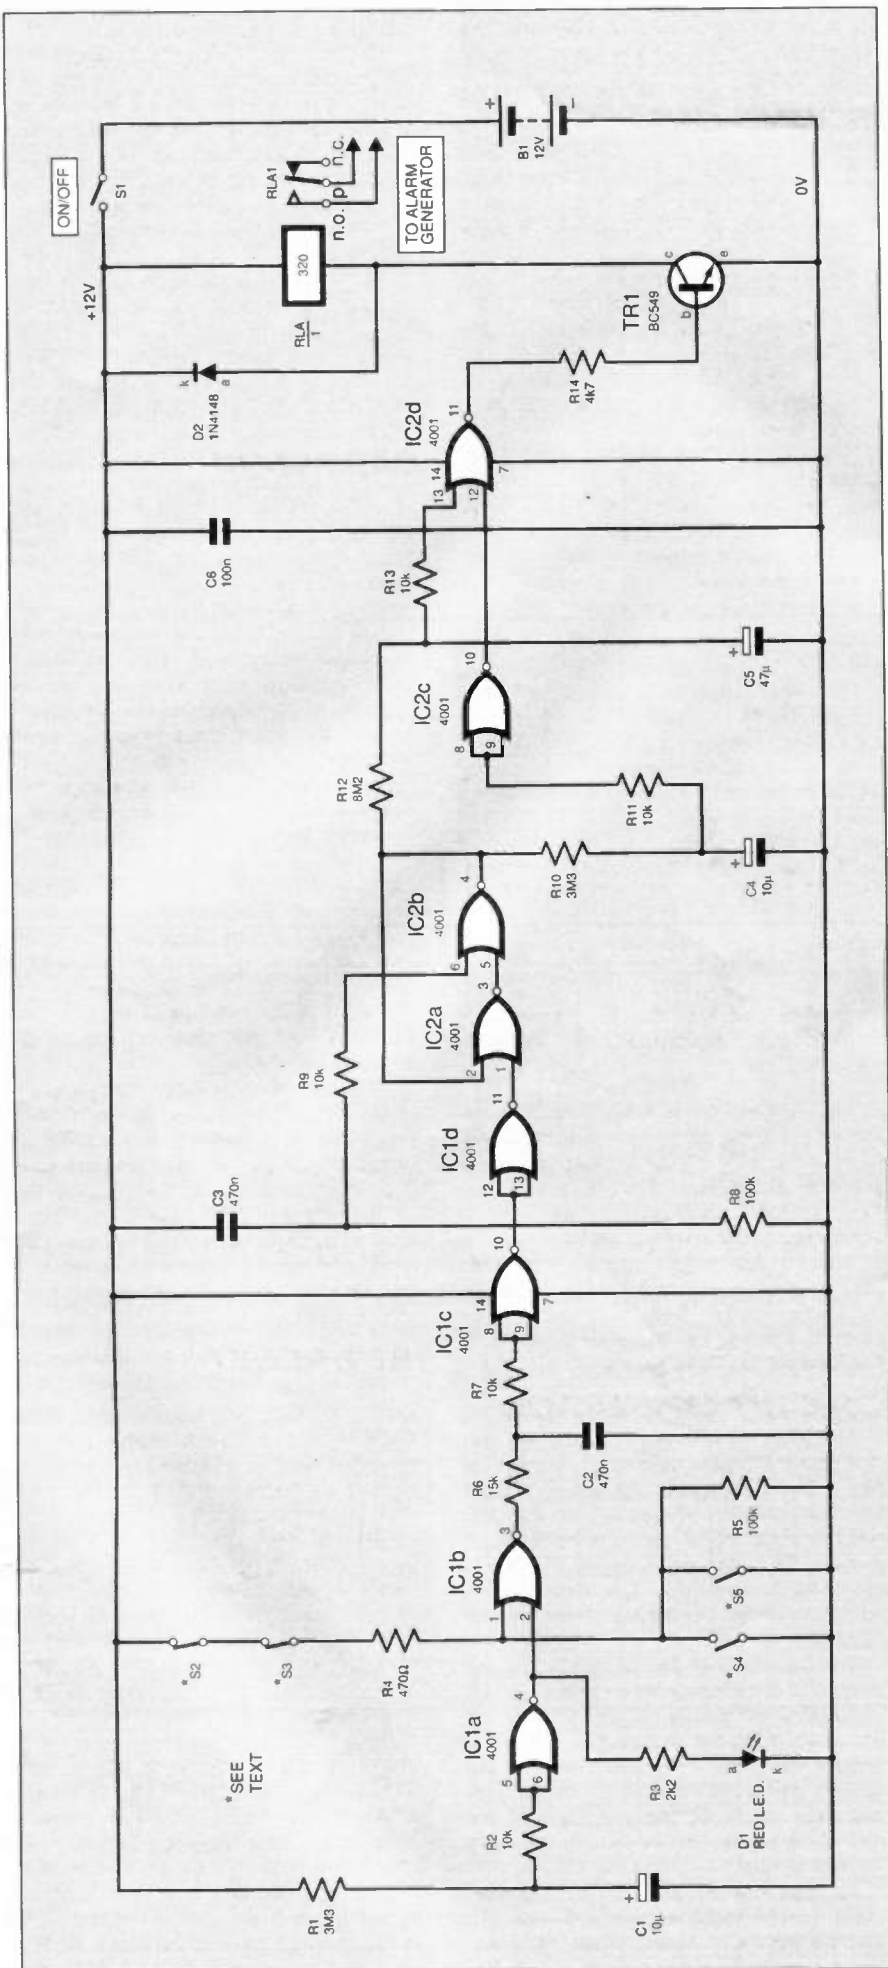 ON/OFF
S1
+12V
RLA
1
320
RLA1
n.o.
p.
n.c.
TO ALARM
GENERATOR
B1
12V
+
−
0V
D2
1N4148
k
a
TR1
BC549
b
c
e
R14
4k7
IC2d
4001
14
13
12
11
7
C6
100n
R13
10k
C5
47µ
+
IC2c
4001
8
9
10
R12
8M2
R11
10k
R10
3M3
C4
10µ
+
IC2b
4001
6
5
4
IC2a
4001
2
1
3
R9
10k
IC1d
4001
12
13
11
C3
470n
R8
100k
IC1c
4001
14
8
9
10
7
R7
10k
C2
470n
R6
15k
R5
100k
IC1b
4001
1
2
3
*S5
*S4
*S2
*S3
R4
470Ω
*SEE
TEXT
IC1a
4001
5
6
4
R3
2k2
D1
RED L.E.D.
a
k
R2
10k
R1
3M3
C1
10µ
+